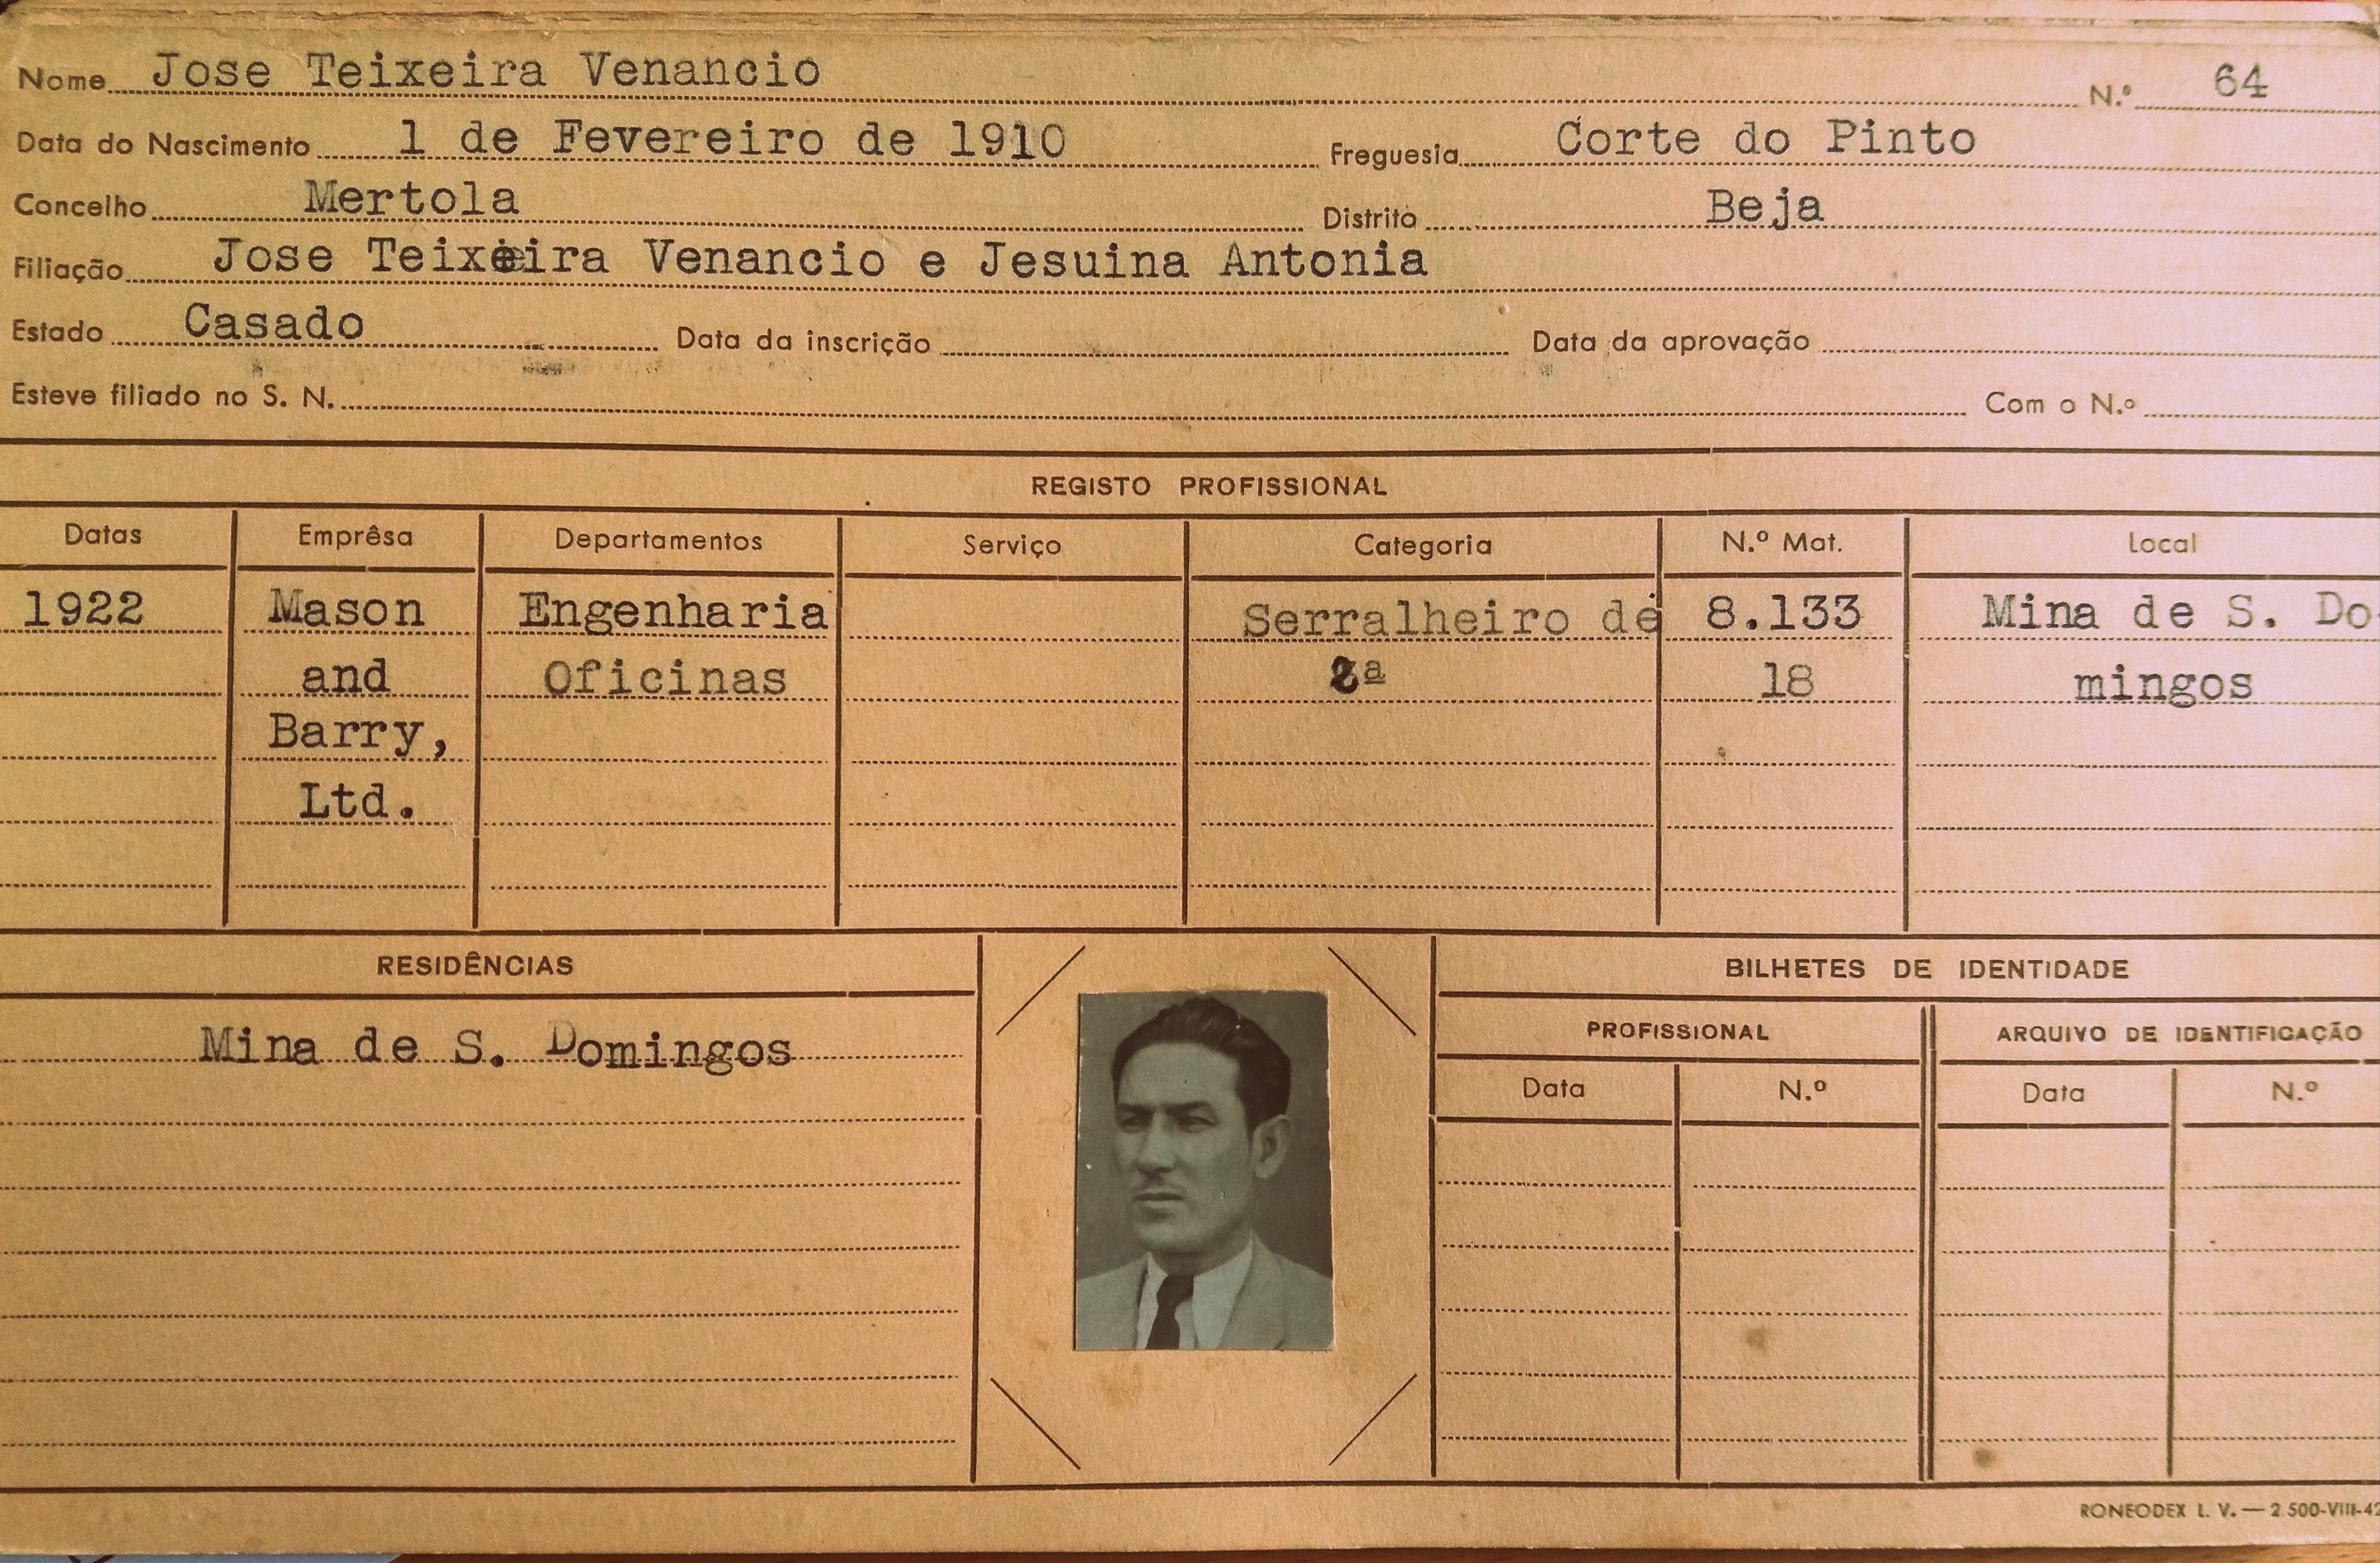 Nome Jose Teixeira Venancio N.º 64
Data do Nascimento 1 de Fevereiro de 1910 Freguesia Corte do Pinto
Concelho Mertola Distrito Beja
Filiação Jose Teixeira Venancio e Jesuina Antonia
Estado Casado Data da inscrição Data da aprovação
Esteve filiado no S. N. Com o N.º
REGISTO PROFISSIONAL
Datas Emprêsa Departamentos Serviço Categoria N.º Mat. Local
1922 Mason Engenharia Serralheiro de 8.133 Mina de S. Do-
and Oficinas ª 18 mingos
Barry,
Ltd.
RESIDÊNCIAS BILHETES DE IDENTIDADE
PROFISSIONAL ARQUIVO DE IDENTIFICAÇÃO
Mina de S. Domingos
Data N.º Data N.º
RONEODEX L. V. — 2.500-VIII-42